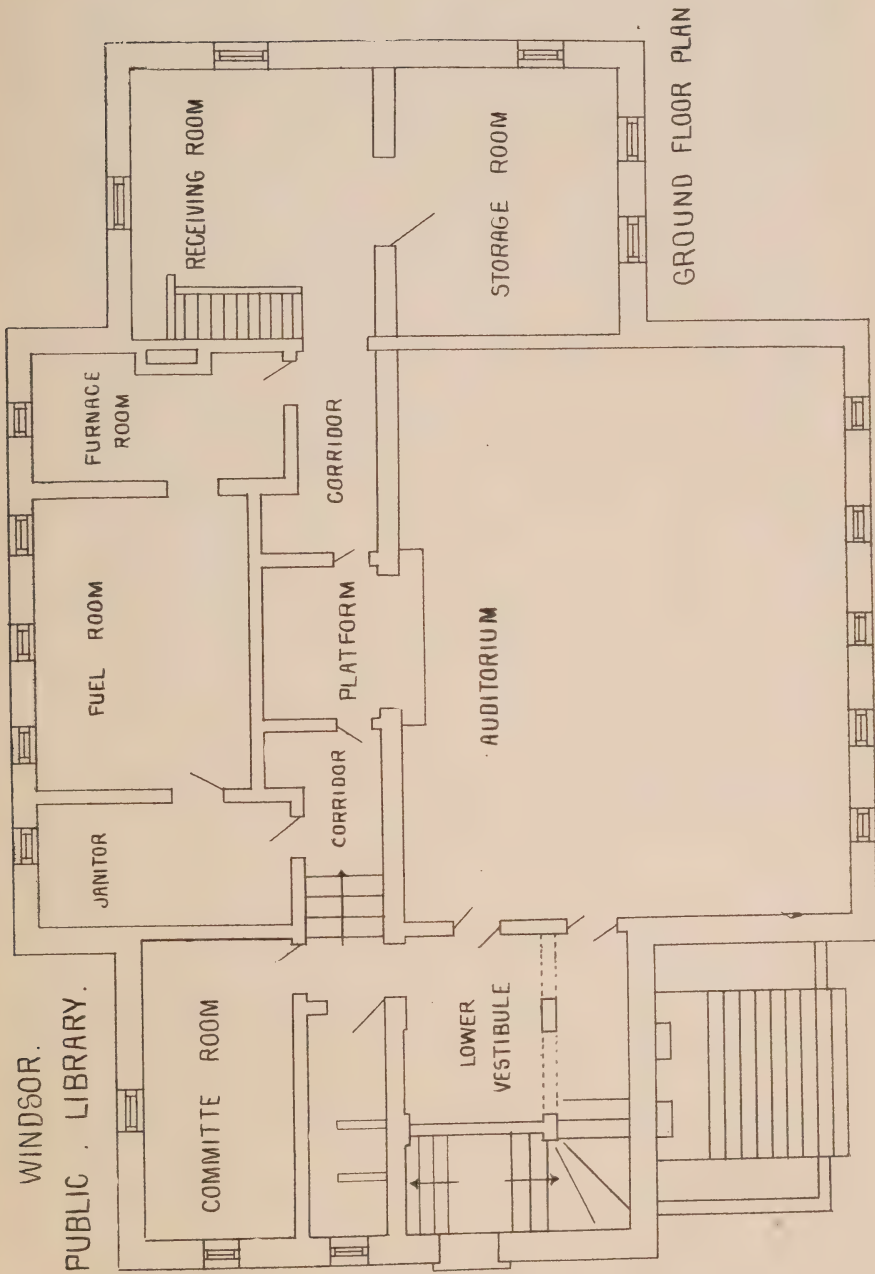 WINDSOR.
PUBLIC . LIBRARY.
COMMITTE ROOM
JANITOR
FUEL ROOM
FURNACE
ROOM
RECEIVING ROOM
CORRIDOR
PLATFORM
CORRIDOR
LOWER
VESTIBULE
AUDITORIUM
STORAGE ROOM
GROUND FLOOR PLAN